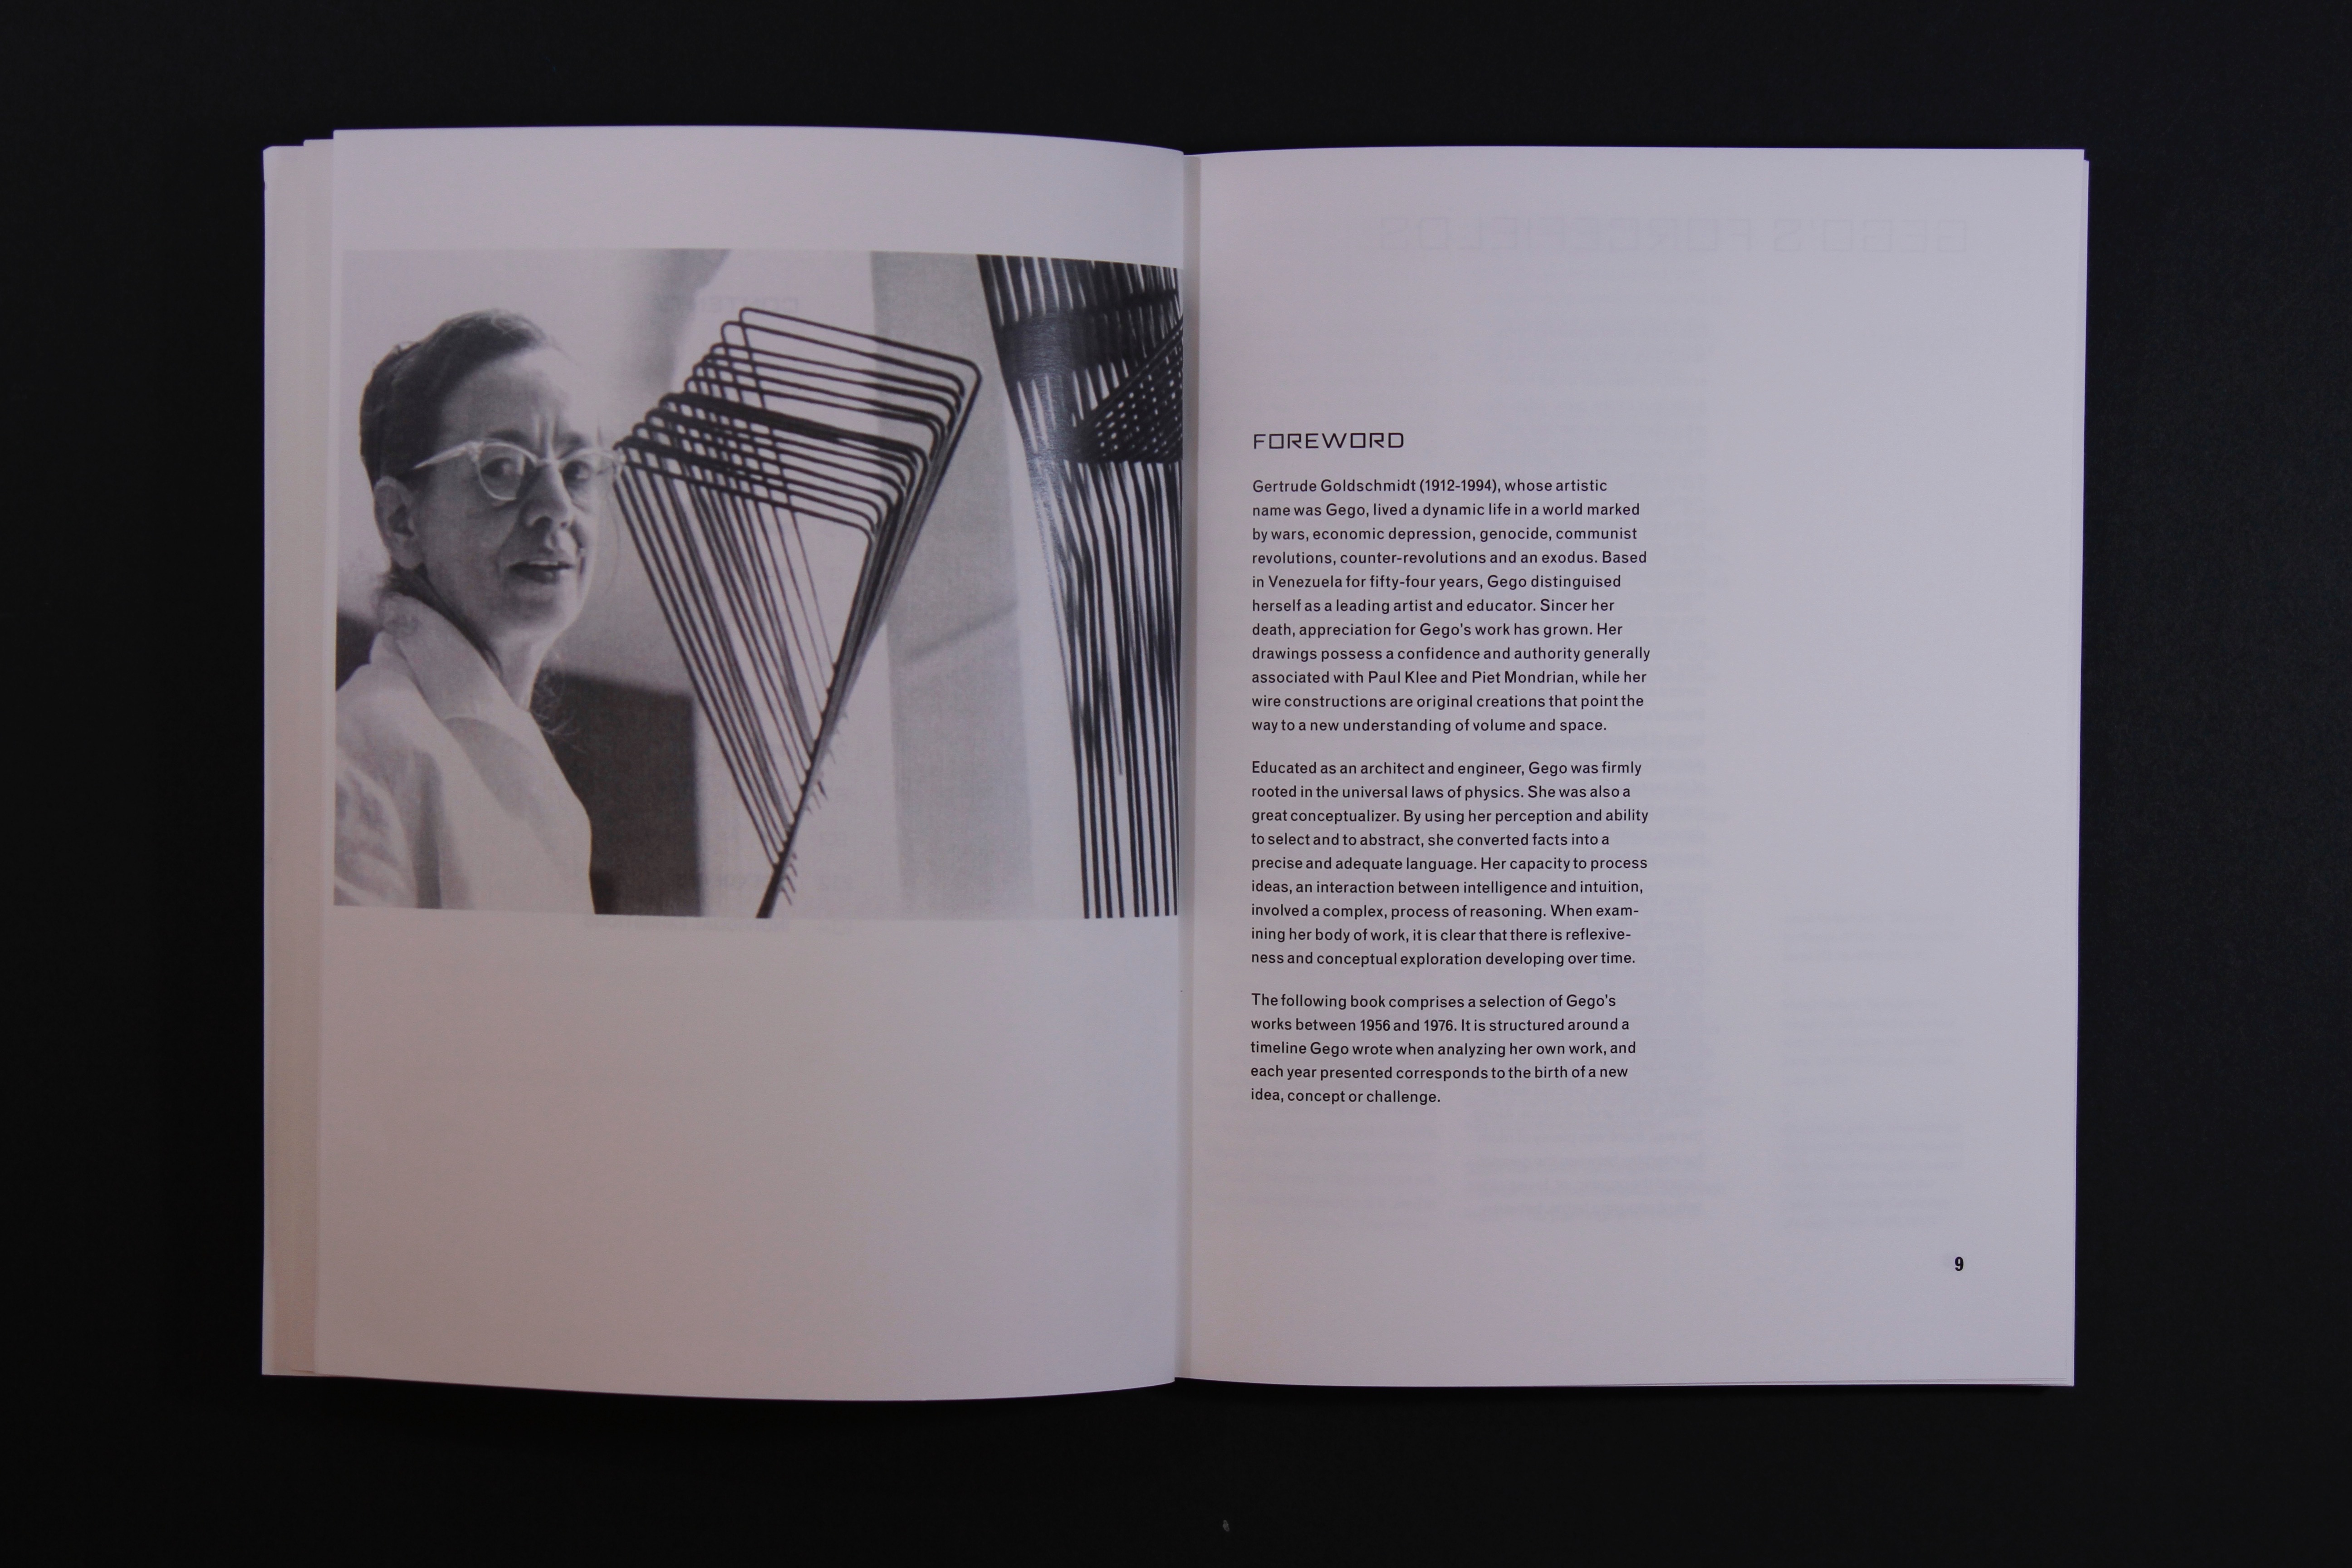 FOREWORD
Gertrude Goldschmidt (1912-1994), whose artistic
name was Gego, lived a dynamic life in a world marked
by wars, economic depression, genocide, communist
revolutions, counter-revolutions and an exodus. Based
in Venezuela for fifty-four years, Gego distinguised
herself as a leading artist and educator. Sincer her
death, appreciation for Gego's work has grown. Her
drawings possess a confidence and authority generally
associated with Paul Klee and Piet Mondrian, while her
wire constructions are original creations that point the
way to a new understanding of volume and space.
Educated as an architect and engineer, Gego was firmly
rooted in the universal laws of physics. She was also a
great conceptualizer. By using her perception and ability
to select and to abstract, she converted facts into a
precise and adequate language. Her capacity to process
ideas, an interaction between intelligence and intuition,
involved a complex, process of reasoning. When exam-
ining her body of work, it is clear that there is reflexive-
ness and conceptual exploration developing over time.
The following book comprises a selection of Gego's
works between 1956 and 1976. It is structured around a
timeline Gego wrote when analyzing her own work, and
each year presented corresponds to the birth of a new
idea, concept or challenge.
9